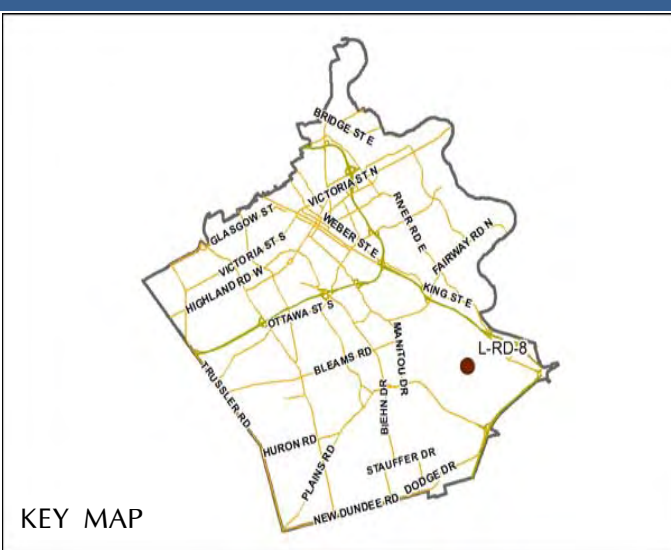 BRIDGE ST E
VICTORIA ST N
GLASGOW ST
WEBER ST E
RIVER RD E
VICTORIA ST S
FAIRWAY RD N
HIGHLAND RD W
KING ST E
OTTAWA ST S
L-RD-8
MANITOU DR
BLEAMS RD
TRUSSLER RD
BIEHN DR
HURON RD
PLAINS RD
STAUFFER DR
DODGE DR
NEW DUNDEE RD
KEY MAP